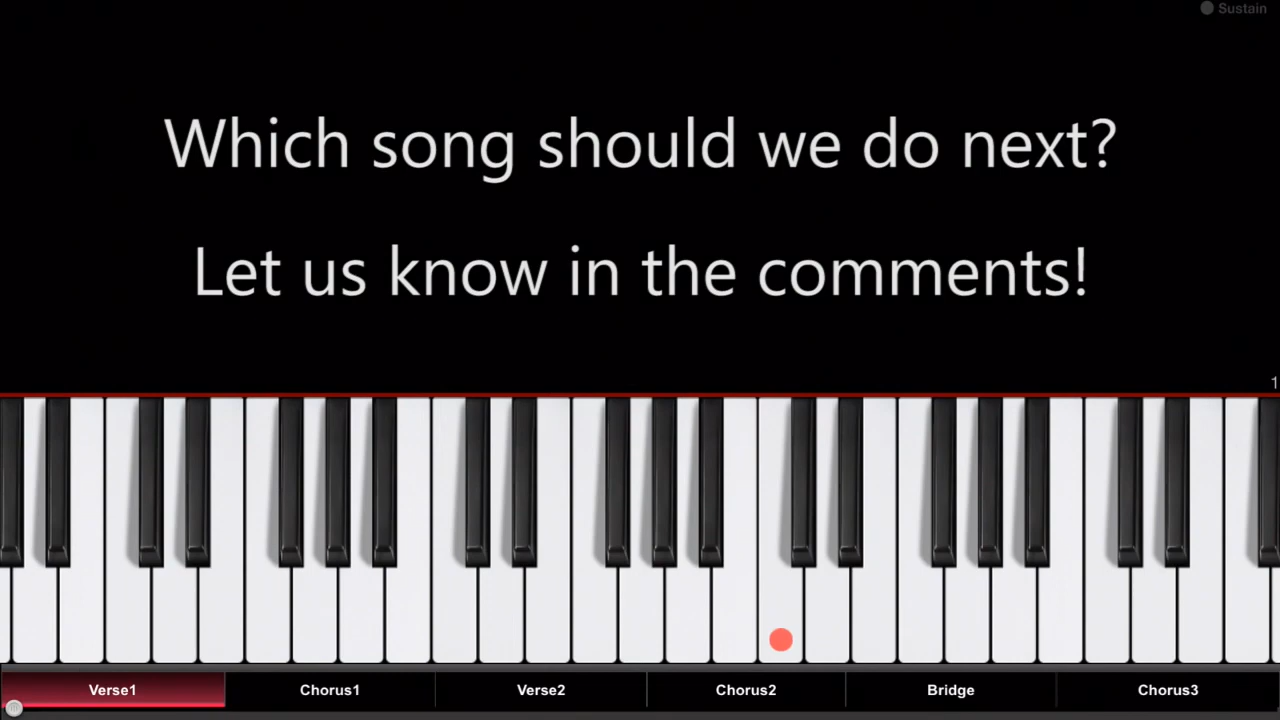 Sustain
Which song should we do next?
Let us know in the comments!
1
Verse1
Chorus1
Verse2
Chorus2
Bridge
Chorus3